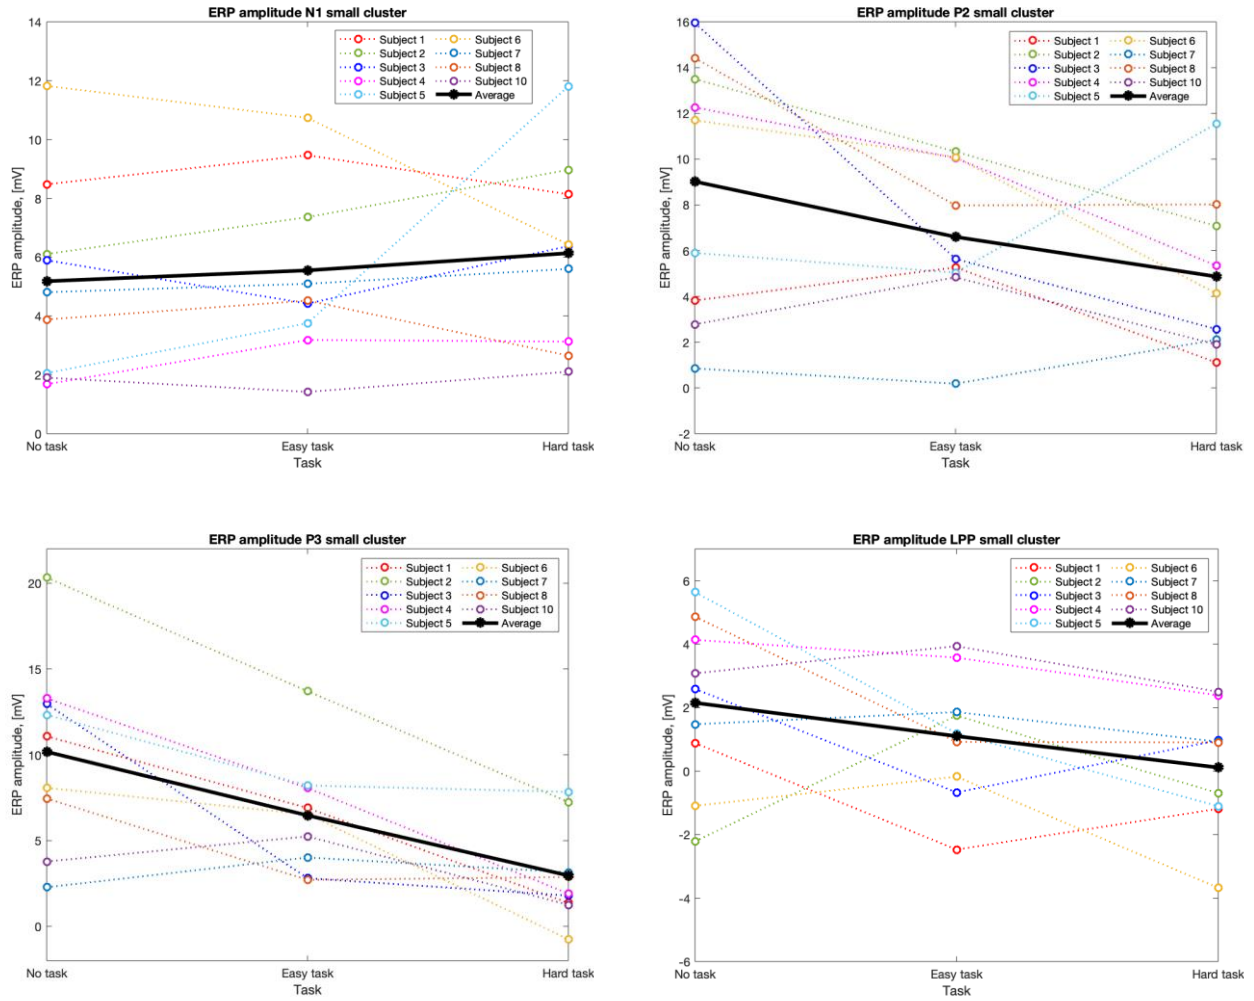 ERP amplitude N1 small cluster
14
12
10
8
6
4
2
0
ERP amplitude, [mV]
Subject 1 Subject 6
Subject 2 Subject 7
Subject 3 Subject 8
Subject 4 Subject 10
Subject 5 Average
No task Easy task Hard task
Task
ERP amplitude P2 small cluster
16
14
12
10
8
6
4
2
0
-2
ERP amplitude, [mV]
Subject 1 Subject 6
Subject 2 Subject 7
Subject 3 Subject 8
Subject 4 Subject 10
Subject 5 Average
No task Easy task Hard task
Task
ERP amplitude P3 small cluster
20
15
10
5
0
ERP amplitude, [mV]
Subject 1 Subject 6
Subject 2 Subject 7
Subject 3 Subject 8
Subject 4 Subject 10
Subject 5 Average
No task Easy task Hard task
Task
ERP amplitude LPP small cluster
6
4
2
0
-2
-4
-6
ERP amplitude, [mV]
Subject 1 Subject 6
Subject 2 Subject 7
Subject 3 Subject 8
Subject 4 Subject 10
Subject 5 Average
No task Easy task Hard task
Task